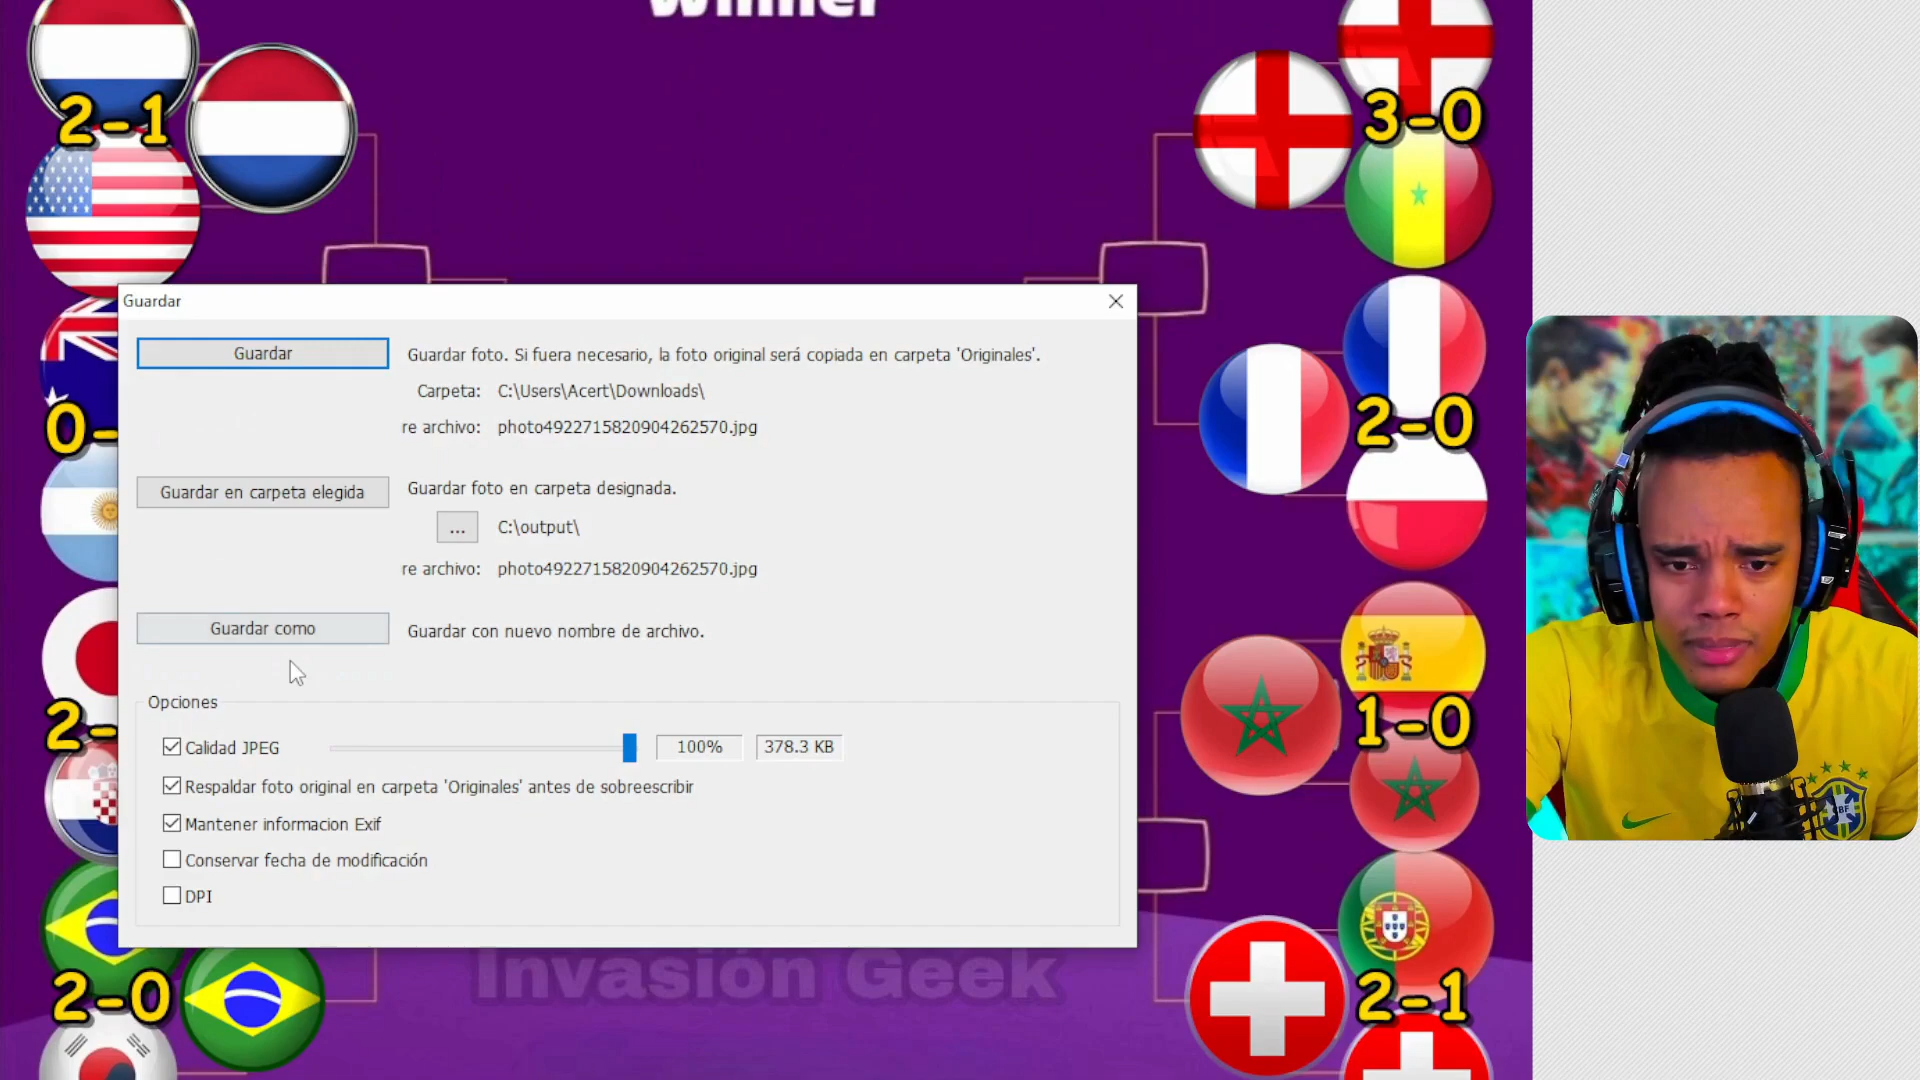 Winner
2-1
3-0
Guardar
Guardar
Guardar foto. Si fuera necesario, la foto original será copiada en carpeta 'Originales'.
Carpeta: C:\Users\Acert\Downloads\
re archivo: photo4922715820904262570.jpg
0-
2-0
Guardar en carpeta elegida
Guardar foto en carpeta designada.
... C:\output\
re archivo: photo4922715820904262570.jpg
Guardar como
Guardar con nuevo nombre de archivo.
Opciones
2-
1-0
Calidad JPEG
100%
378.3 KB
Respaldar foto original en carpeta 'Originales' antes de sobreescribir
Mantener informacion Exif
Conservar fecha de modificación
DPI
CBF
Invasión Geek
2-0
2-1